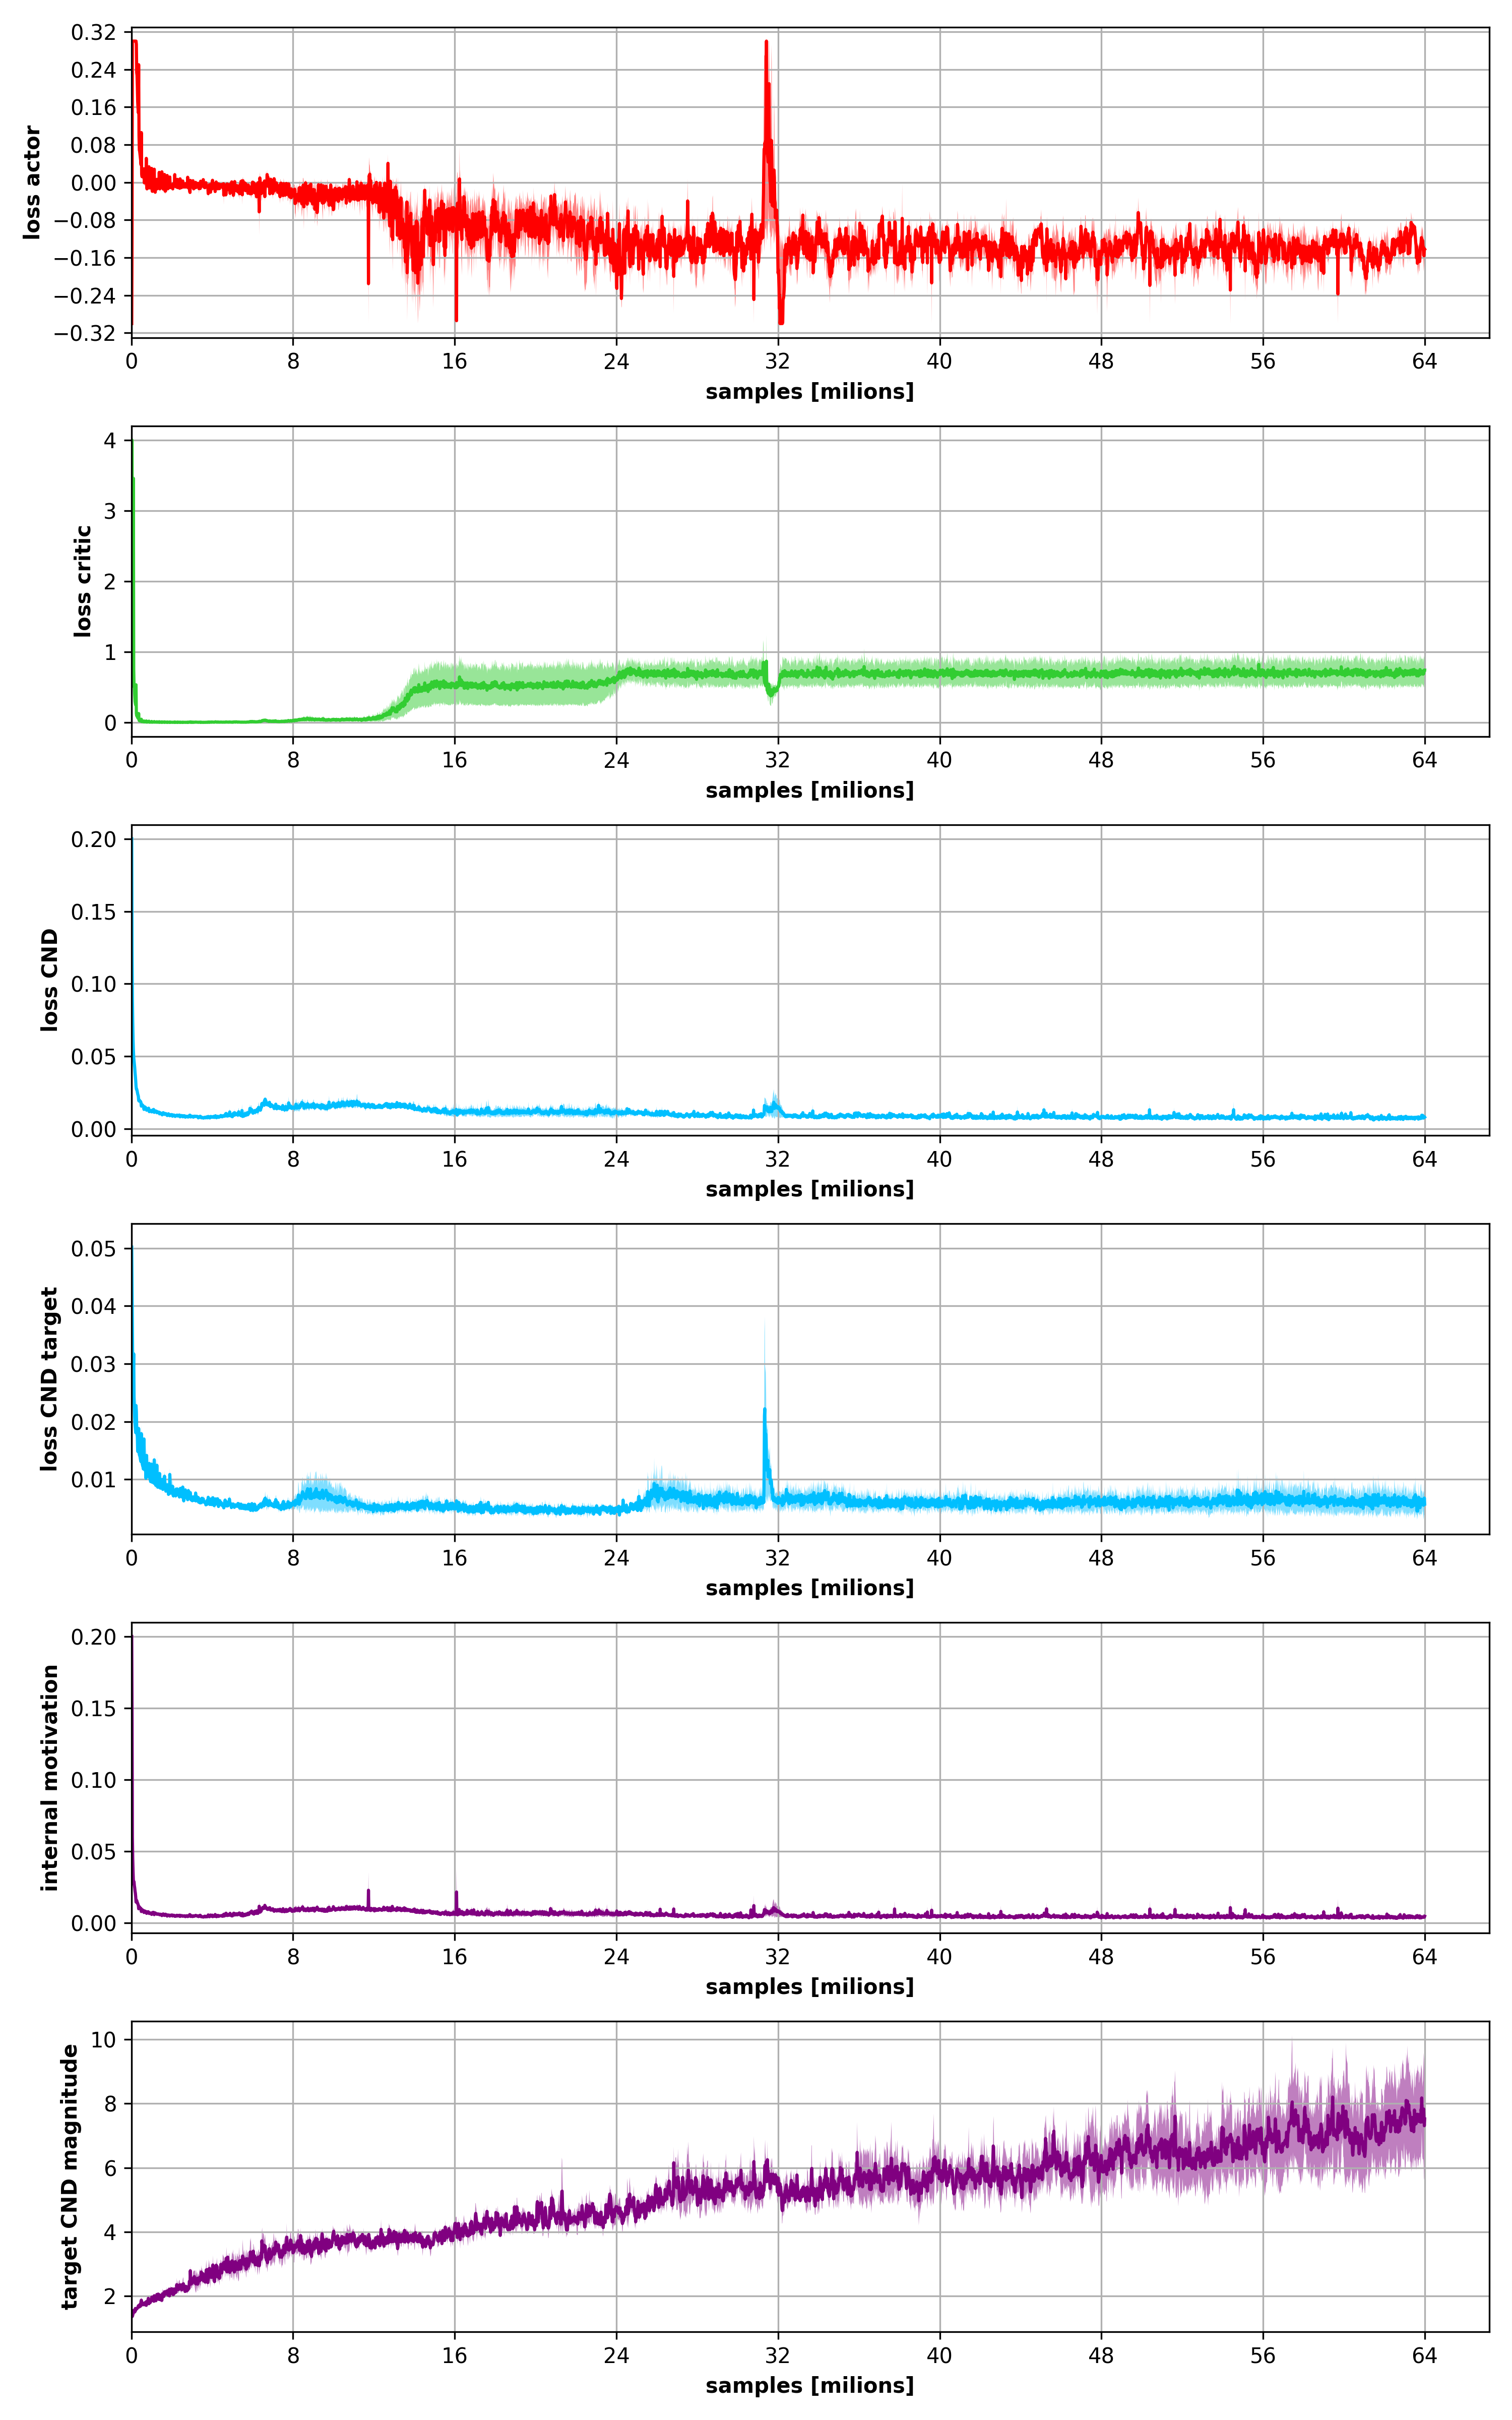 0.32
0.24
0.16
0.08
0.00
−0.08
−0.16
−0.24
−0.32
loss actor
0 8 16 24 32 40 48 56 64
samples [milions]
4
3
2
1
0
loss critic
0 8 16 24 32 40 48 56 64
samples [milions]
0.20
0.15
0.10
0.05
0.00
loss CND
0 8 16 24 32 40 48 56 64
samples [milions]
0.05
0.04
0.03
0.02
0.01
loss CND target
0 8 16 24 32 40 48 56 64
samples [milions]
0.20
0.15
0.10
0.05
0.00
internal motivation
0 8 16 24 32 40 48 56 64
samples [milions]
10
8
6
4
2
target CND magnitude
0 8 16 24 32 40 48 56 64
samples [milions]